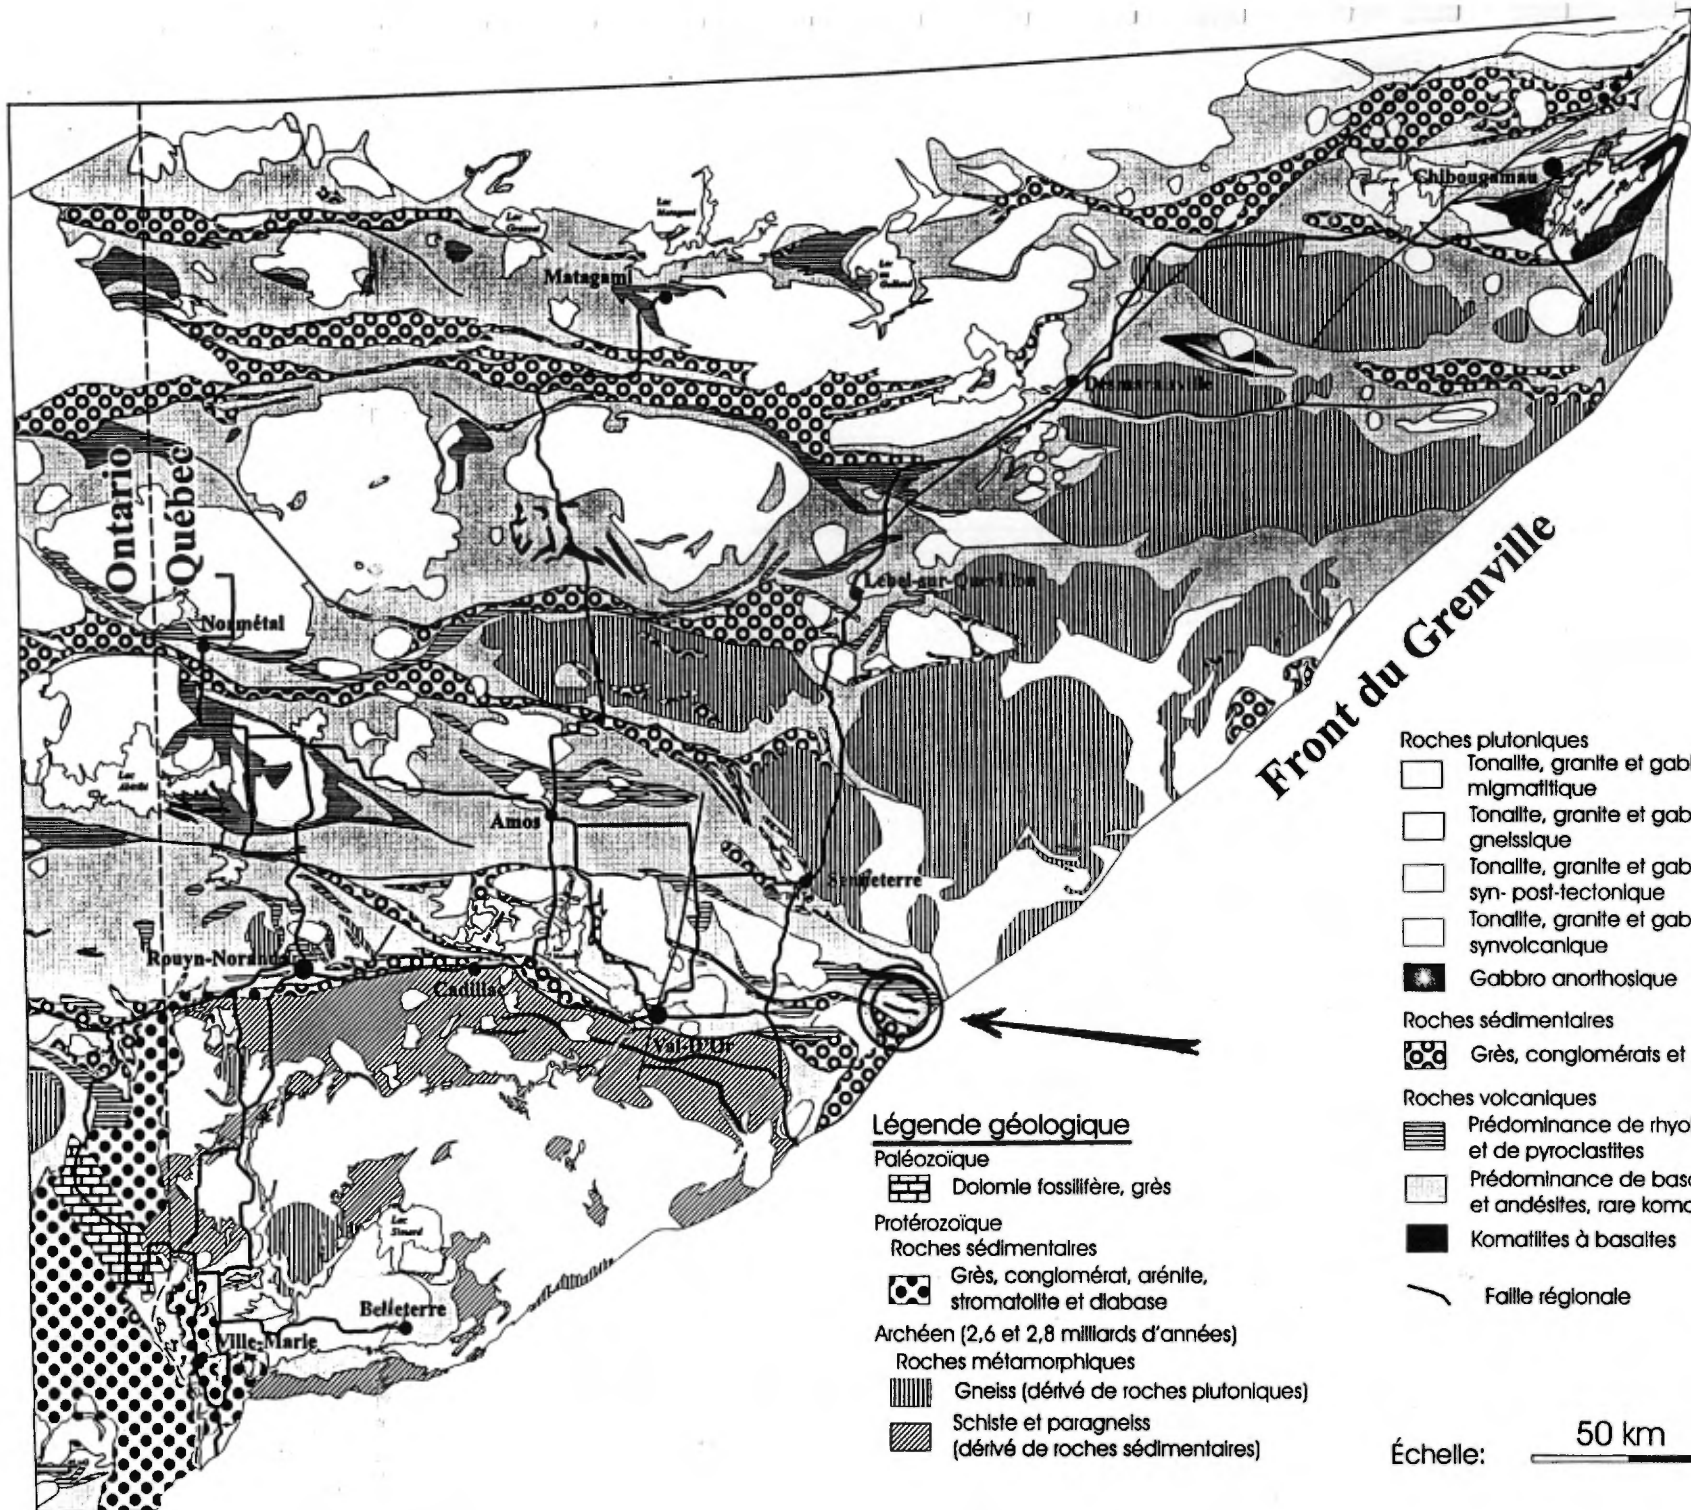 Chibougamau
Lac
Matagami
Matagami
Desmaraisville
Ontario
Québec
Lebel-sur-Quévillon
Normétal
Front du Grenville
Amos
Senneterre
Rouyn-Noranda
Cadillac
Val-D'Or
Lac
Simard
Belleterre
Ville-Marie
Légende géologique
Paléozoïque
Dolomie fossilifère, grès
Protérozoïque
Roches sédimentaires
Grès, conglomérat, arénite,
stromatolite et diabase
Archéen (2,6 et 2,8 milliards d'années)
Roches métamorphiques
Gneiss (dérivé de roches plutoniques)
Schiste et paragneiss
(dérivé de roches sédimentaires)
Roches plutoniques
Tonalite, granite et gab
migmatitique
Tonalite, granite et gab
gneissique
Tonalite, granite et gab
syn- post-tectonique
Tonalite, granite et gab
synvolcanique
Gabbro anorthosique
Roches sédimentaires
Grès, conglomérats et
Roches volcaniques
Prédominance de rhyo
et de pyroclastites
Prédominance de bas
et andésites, rare kom
Komatiites à basaltes
Faille régionale
Échelle:
50 km